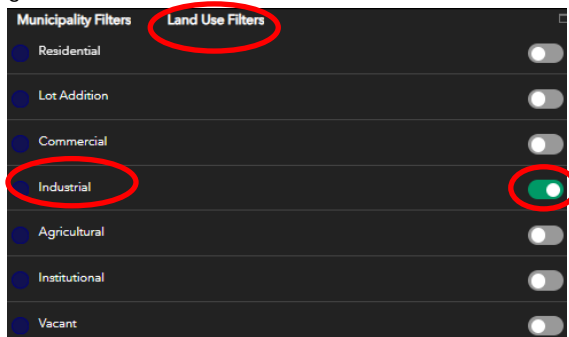 Municipality Filters Land Use Filters
Residential
Lot Addition
Commercial
Industrial
Agricultural
Institutional
Vacant